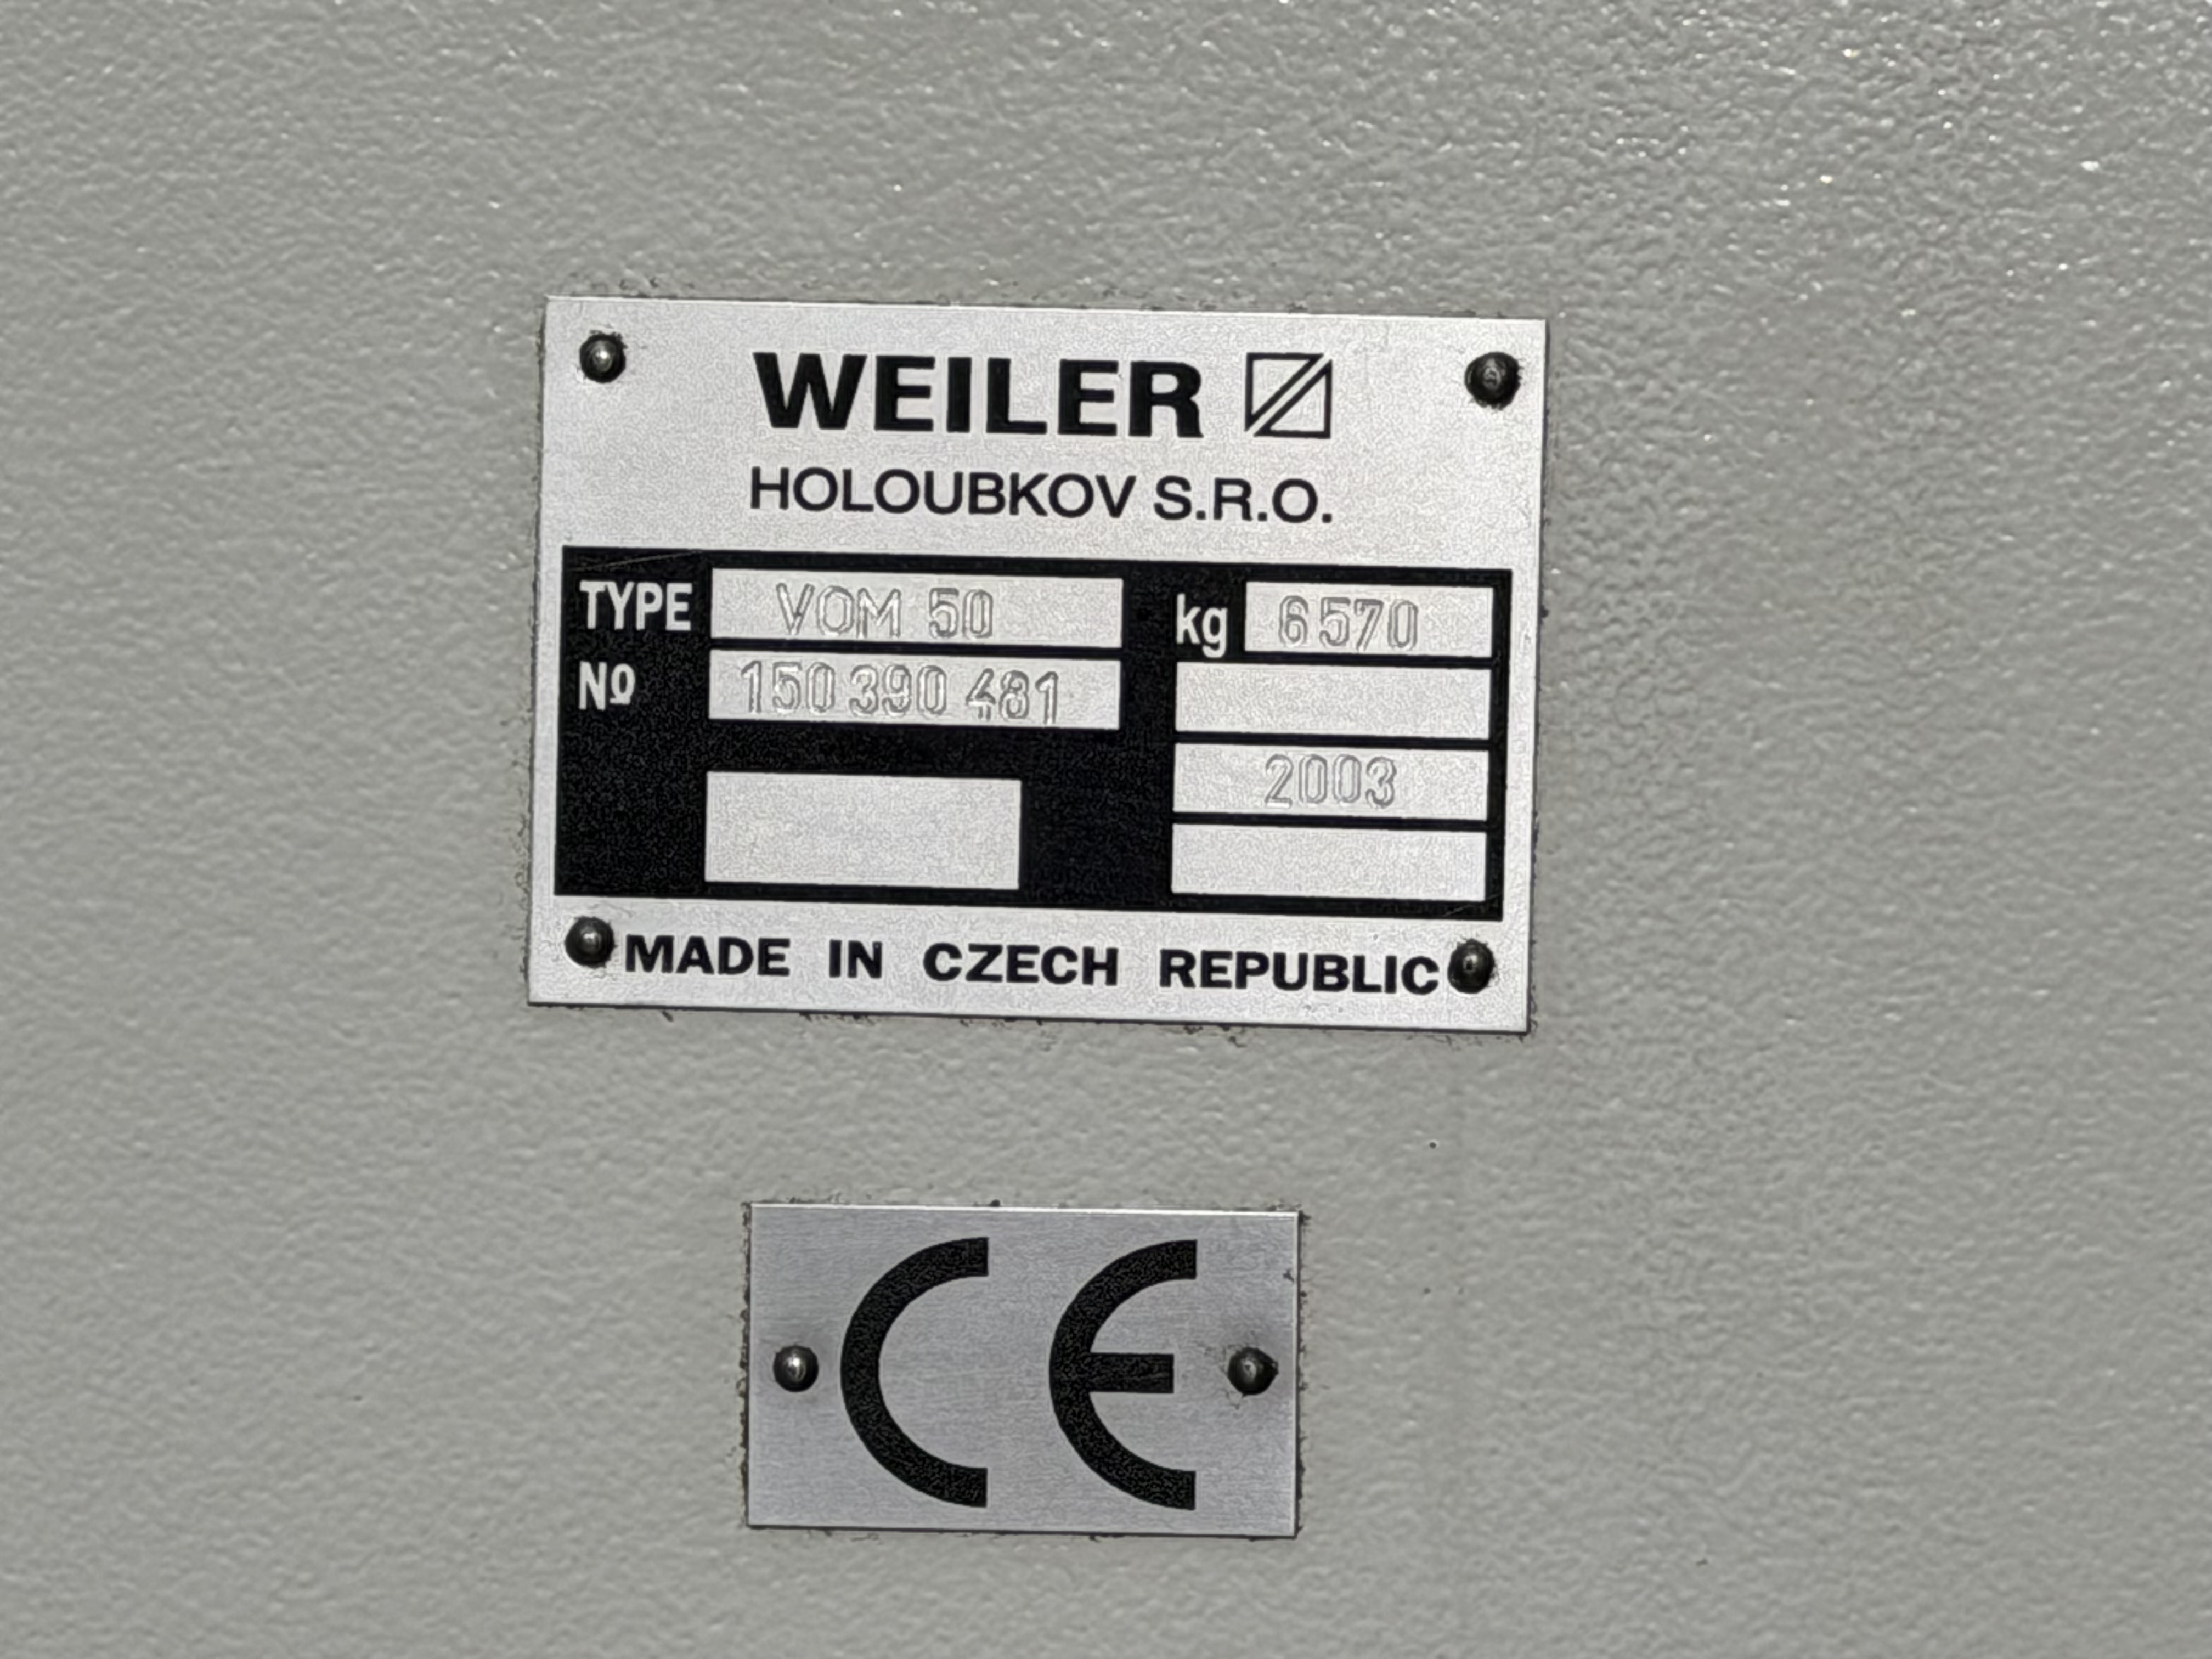 WEILER
HOLOUBKOV S.R.O.
TYPE VOM 50 kg 6570
Nº 150 390 481
2003
MADE IN CZECH REPUBLIC
CE